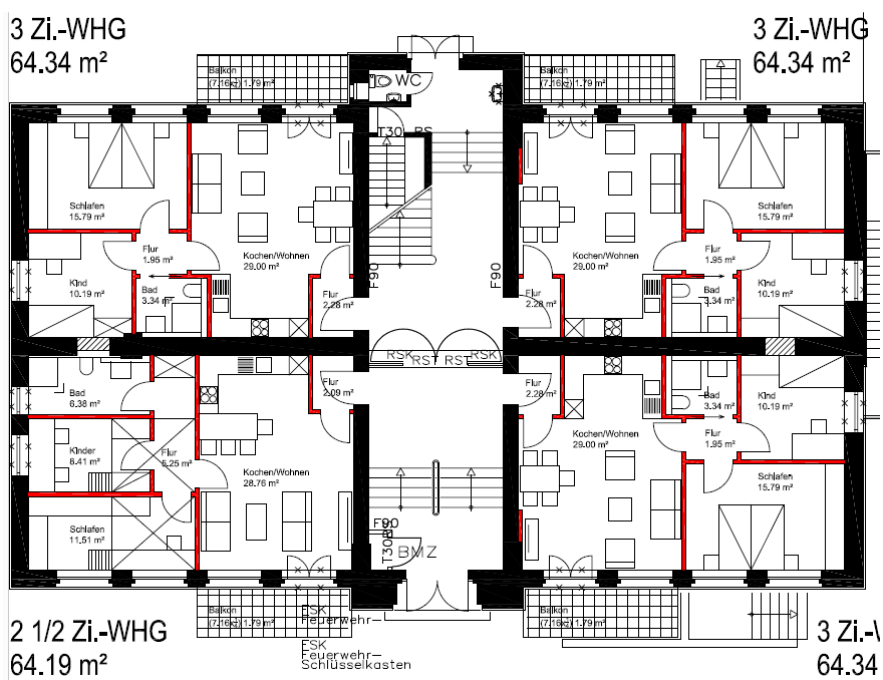 3 Zi.-WHG
64.34 m²
3 Zi.-WHG
64.34 m²
Balkon
(7.16m²) 1.79 m²
WC
T30 RS
Balkon
(7.16m²) 1.79 m²
Schlafen
15.79 m²
Flur
1.95 m²
Kochen/Wohnen
29.00 m²
Kind
10.19 m²
Bad
3.34 m²
Flur
2.28 m²
F90
F90
Kochen/Wohnen
29.00 m²
Flur
2.28 m²
Schlafen
15.79 m²
Flur
1.95 m²
Bad
3.34 m²
Kind
10.19 m²
RSK
RST
RST
RSK
Bad
6.38 m²
Kinder
8.41 m²
Flur
5.25 m²
Schlafen
11.51 m²
Kochen/Wohnen
28.76 m²
Flur
2.09 m²
Flur
2.28 m²
Kochen/Wohnen
29.00 m²
Bad
3.34 m²
Flur
1.95 m²
Kind
10.19 m²
Schlafen
15.79 m²
F90
T30RS
BMZ
Balkon
(7.16m²) 1.79 m²
FSK
Feuerwehr-
FSK
Feuerwehr-
Schlüsselkasten
Balkon
(7.16m²) 1.79 m²
2 1/2 Zi.-WHG
64.19 m²
3 Zi.-W
64.34